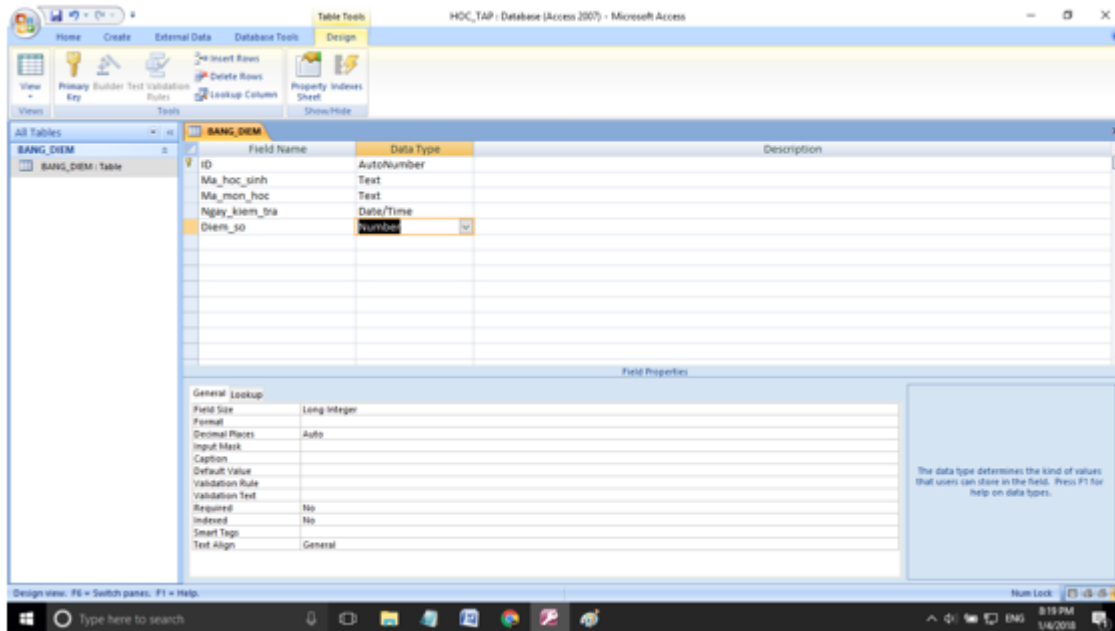 Table Tools
HOC_TAP : Database (Access 2007) - Microsoft Access
Home Create External Data Database Tools Design
View
Primary Key
Builder
Test Validation Rules
Insert Rows
Delete Rows
Lookup Column
Property Sheet
Indexes
Views Tools Show/Hide
All Tables
BANG_DIEM
BANG_DIEM : Table
BANG_DIEM
Field Name Data Type Description
ID AutoNumber
Ma_hoc_sinh Text
Ma_mon_hoc Text
Ngay_kiem_tra Date/Time
Diem_so Number
Field Properties
General Lookup
Field Size Long Integer
Format
Decimal Places Auto
Input Mask
Caption
Default Value
Validation Rule
Validation Text
Required No
Indexed No
Smart Tags
Text Align General
The data type determines the kind of values
that users can store in the field. Press F1 for
help on data types.
Design view. F6 = Switch panes. F1 = Help.
Num Lock
Type here to search
ENG
8:19 PM
1/4/2018